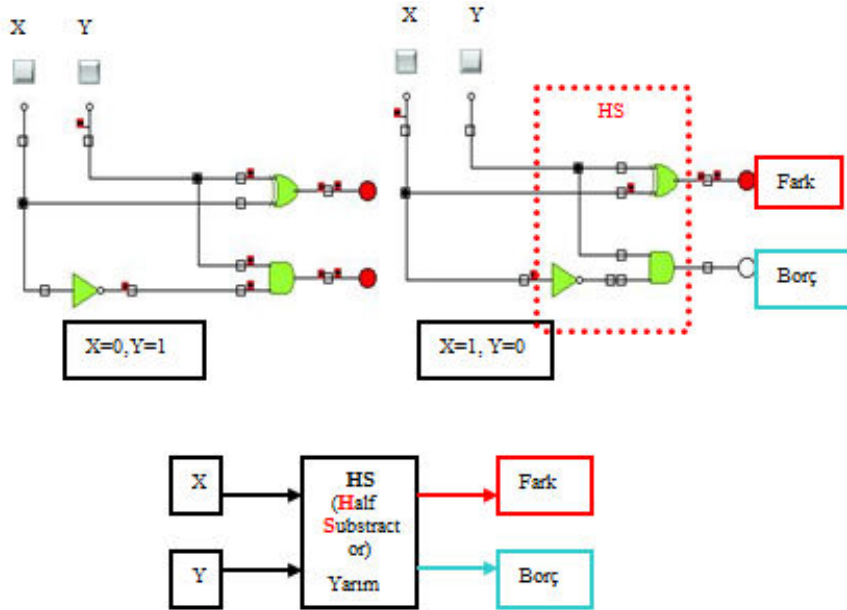 X Y
X Y
HS
Fark
Borç
X=0,Y=1
X=1, Y=0
X
HS
(Half
Substract
or)
Yarım
Fark
Y
Borç